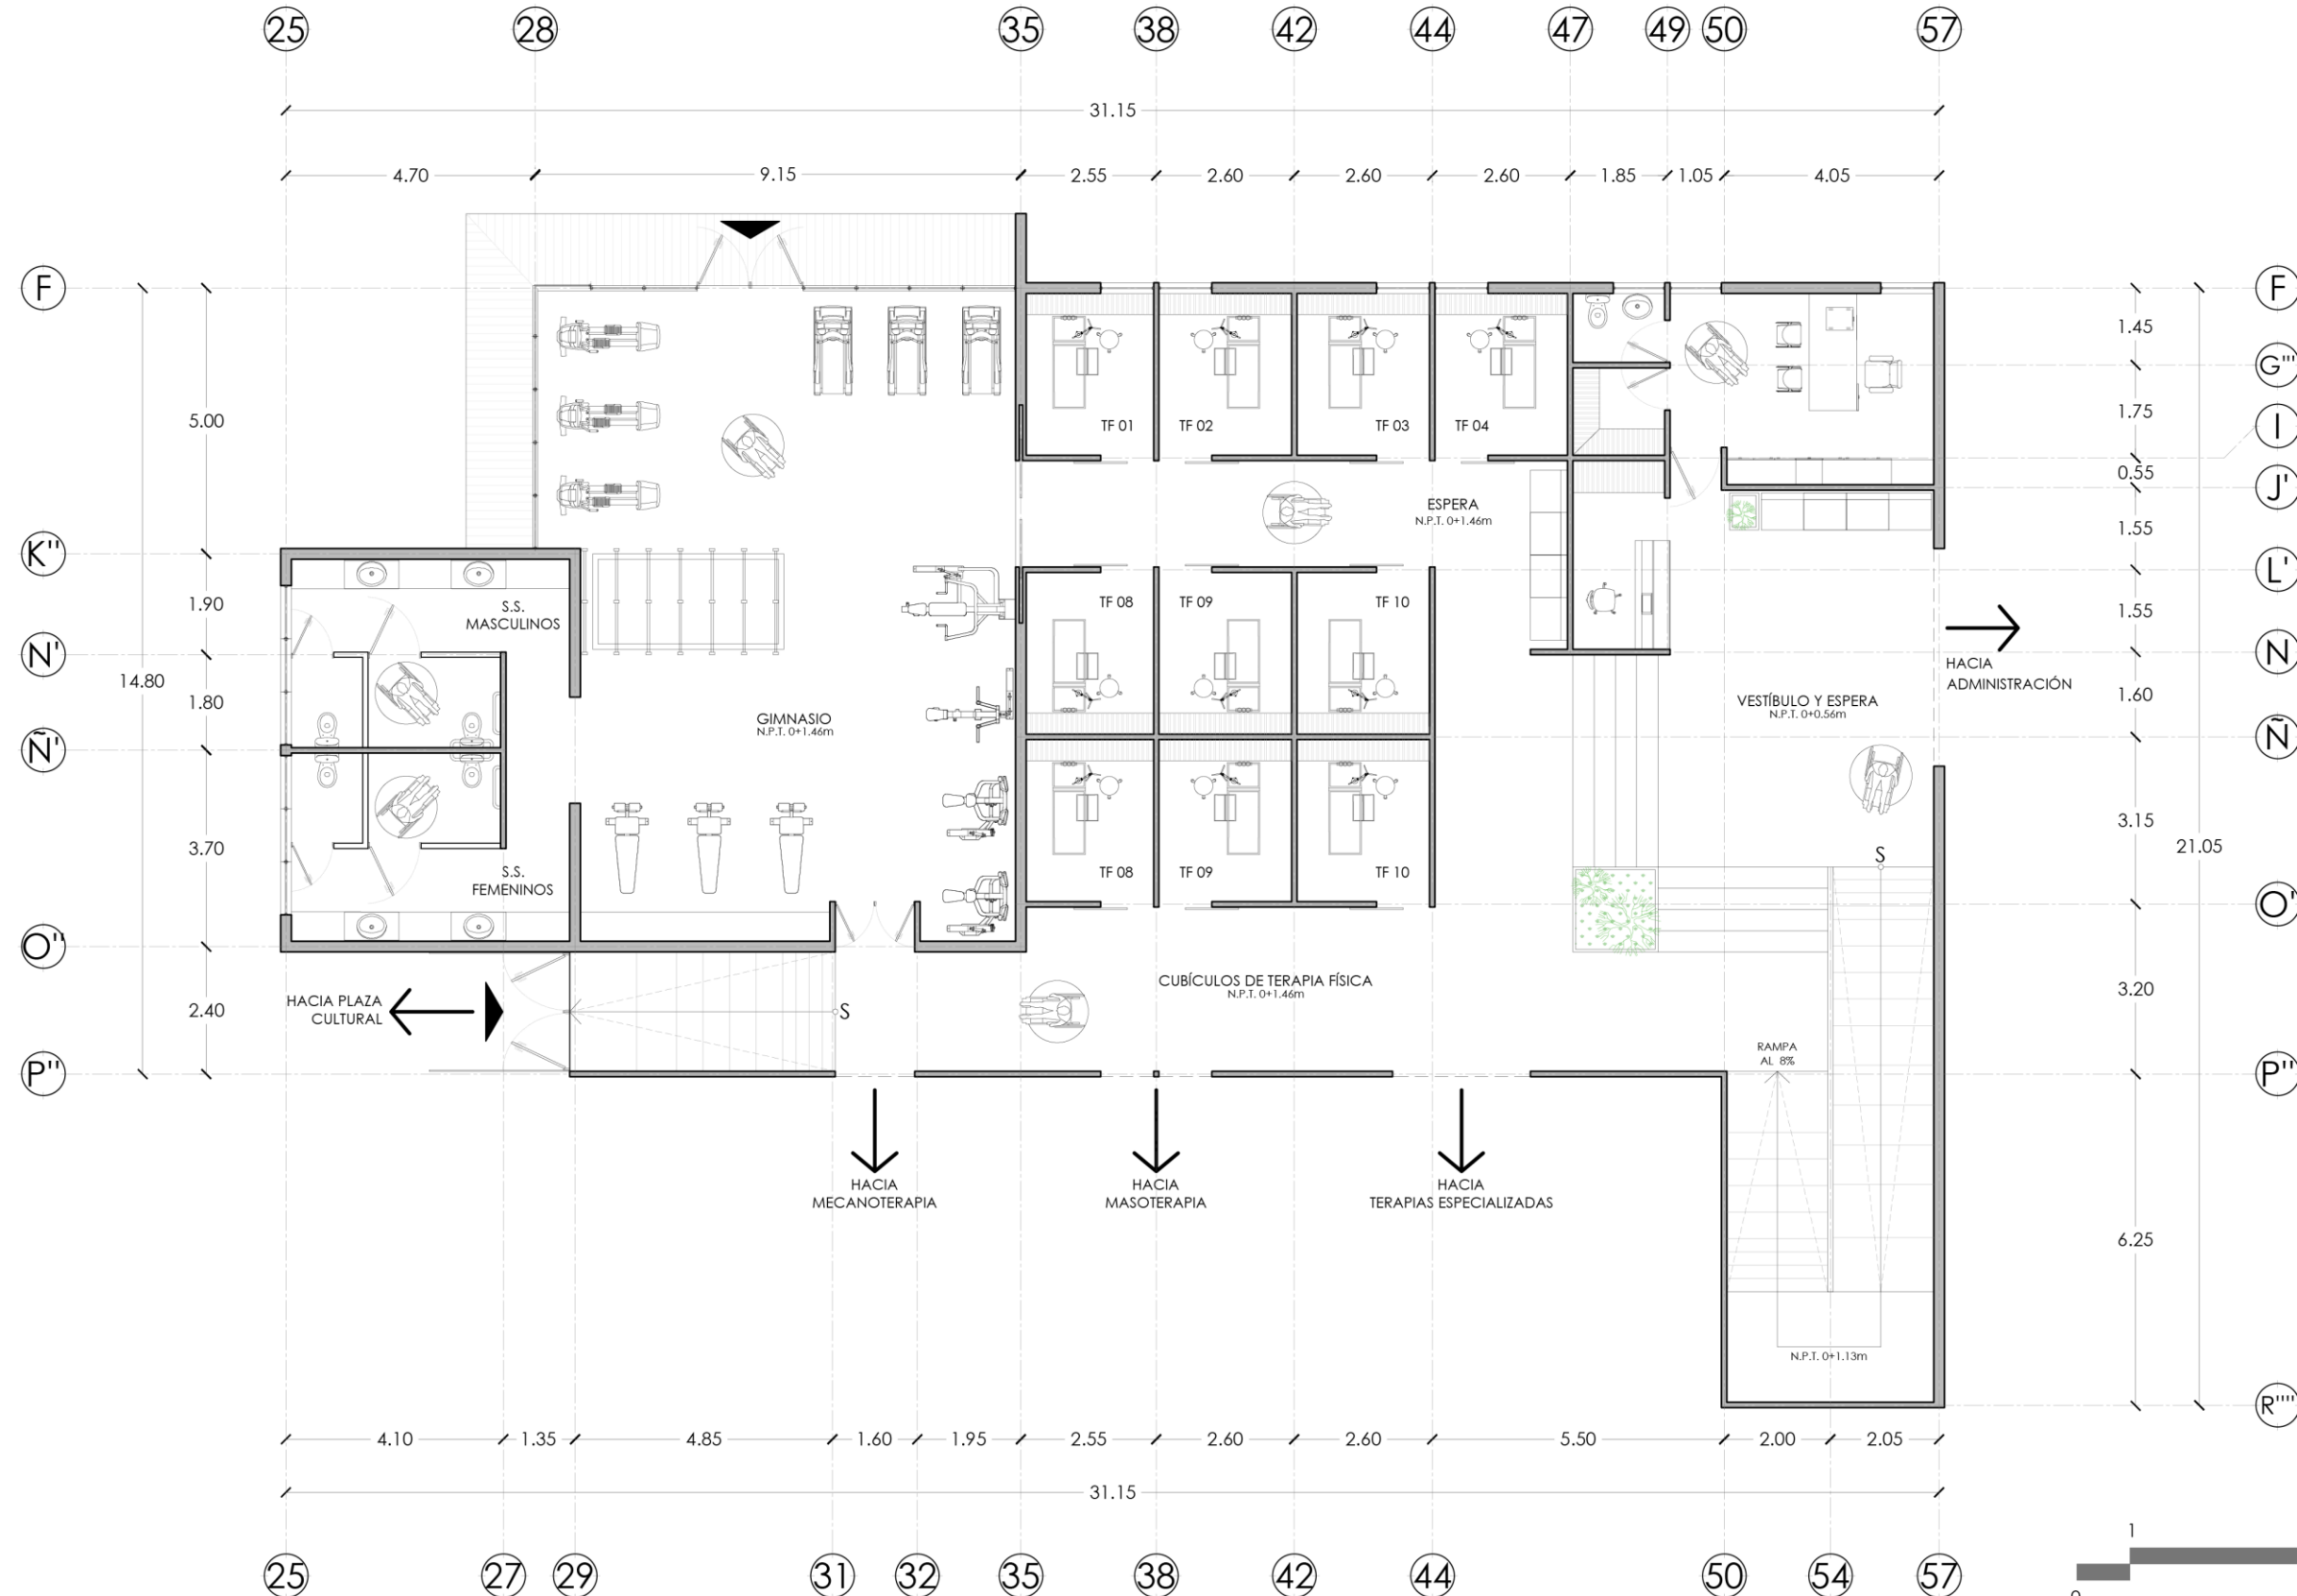 25 28 35 38 42 44 47 49 50 57
31.15
4.70 9.15 2.55 2.60 2.60 2.60 1.85 1.05 4.05
F F
1.45
G'''
5.00 1.75
TF 01 TF 02 TF 03 TF 04
I
0.55
J'
ESPERA
N.P.T. 0+1.46m
1.55
K''
L'
1.90 1.55
TF 08 TF 09 TF 10
S.S.
MASCULINOS
N' N
HACIA
ADMINISTRACIÓN
14.80
1.80 1.60
VESTÍBULO Y ESPERA
N.P.T. 0+0.56m
GIMNASIO
N.P.T. 0+1.46m
Ñ' Ñ
3.70 3.15
21.05
S
TF 08 TF 09 TF 10
S.S.
FEMENINOS
O'' O'
CUBÍCULOS DE TERAPIA FÍSICA
N.P.T. 0+1.46m
3.20
HACIA PLAZA
CULTURAL
S
2.40
RAMPA
AL 8%
P'' P''
HACIA
MECANOTERAPIA
HACIA
MASOTERAPIA
HACIA
TERAPIAS ESPECIALIZADAS
6.25
N.P.T. 0+1.13m
R''''
4.10 1.35 4.85 1.60 1.95 2.55 2.60 2.60 5.50 2.00 2.05
31.15
1
25 27 29 31 32 35 38 42 44 50 54 57
0